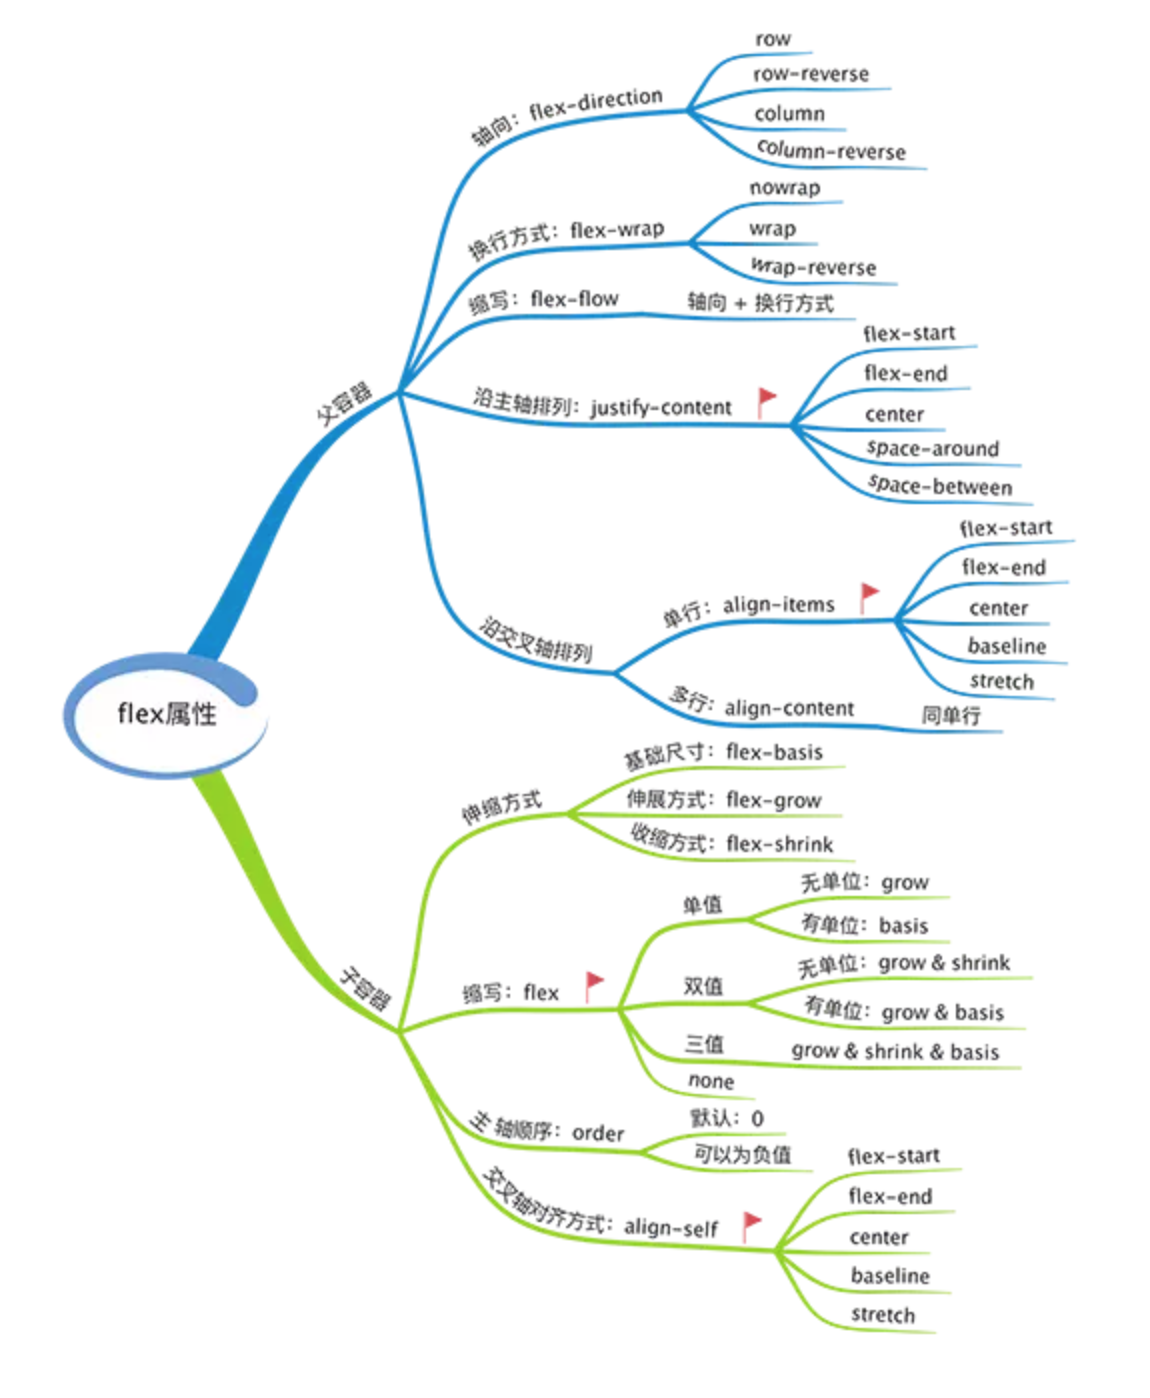 flex属性
父容器
轴向：flex-direction
row
row-reverse
column
column-reverse
换行方式：flex-wrap
nowrap
wrap
wrap-reverse
缩写：flex-flow
轴向 + 换行方式
沿主轴排列：justify-content
flex-start
flex-end
center
space-around
space-between
沿交叉轴排列
单行：align-items
flex-start
flex-end
center
baseline
stretch
多行：align-content
同单行
子容器
伸缩方式
基础尺寸：flex-basis
伸展方式：flex-grow
收缩方式：flex-shrink
缩写：flex
单值
无单位：grow
有单位：basis
双值
无单位：grow & shrink
有单位：grow & basis
三值
grow & shrink & basis
none
主轴顺序：order
默认：0
可以为负值
交叉轴对齐方式：align-self
flex-start
flex-end
center
baseline
stretch